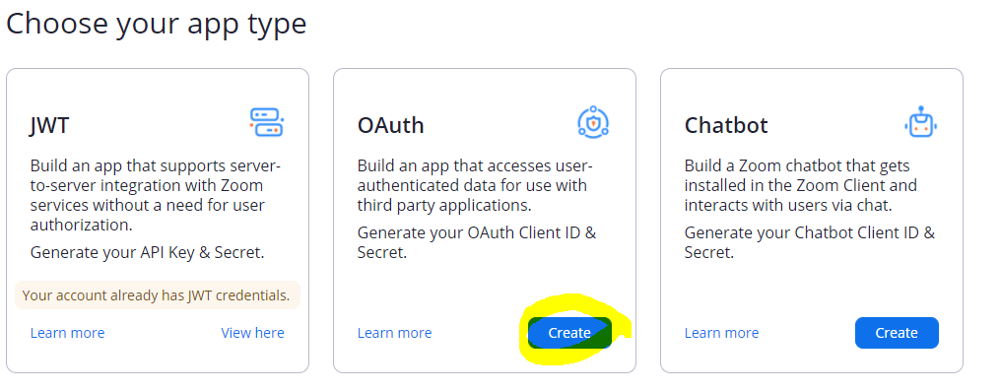 Choose your app type
JWT
Build an app that supports server-
to-server integration with Zoom
services without a need for user
authorization.
Generate your API Key & Secret.
Your account already has JWT credentials.
Learn more
View here
OAuth
Build an app that accesses user-
authenticated data for use with
third party applications.
Generate your OAuth Client ID &
Secret.
Learn more
Create
Chatbot
Build a Zoom chatbot that gets
installed in the Zoom Client and
interacts with users via chat.
Generate your Chatbot Client ID &
Secret.
Learn more
Create